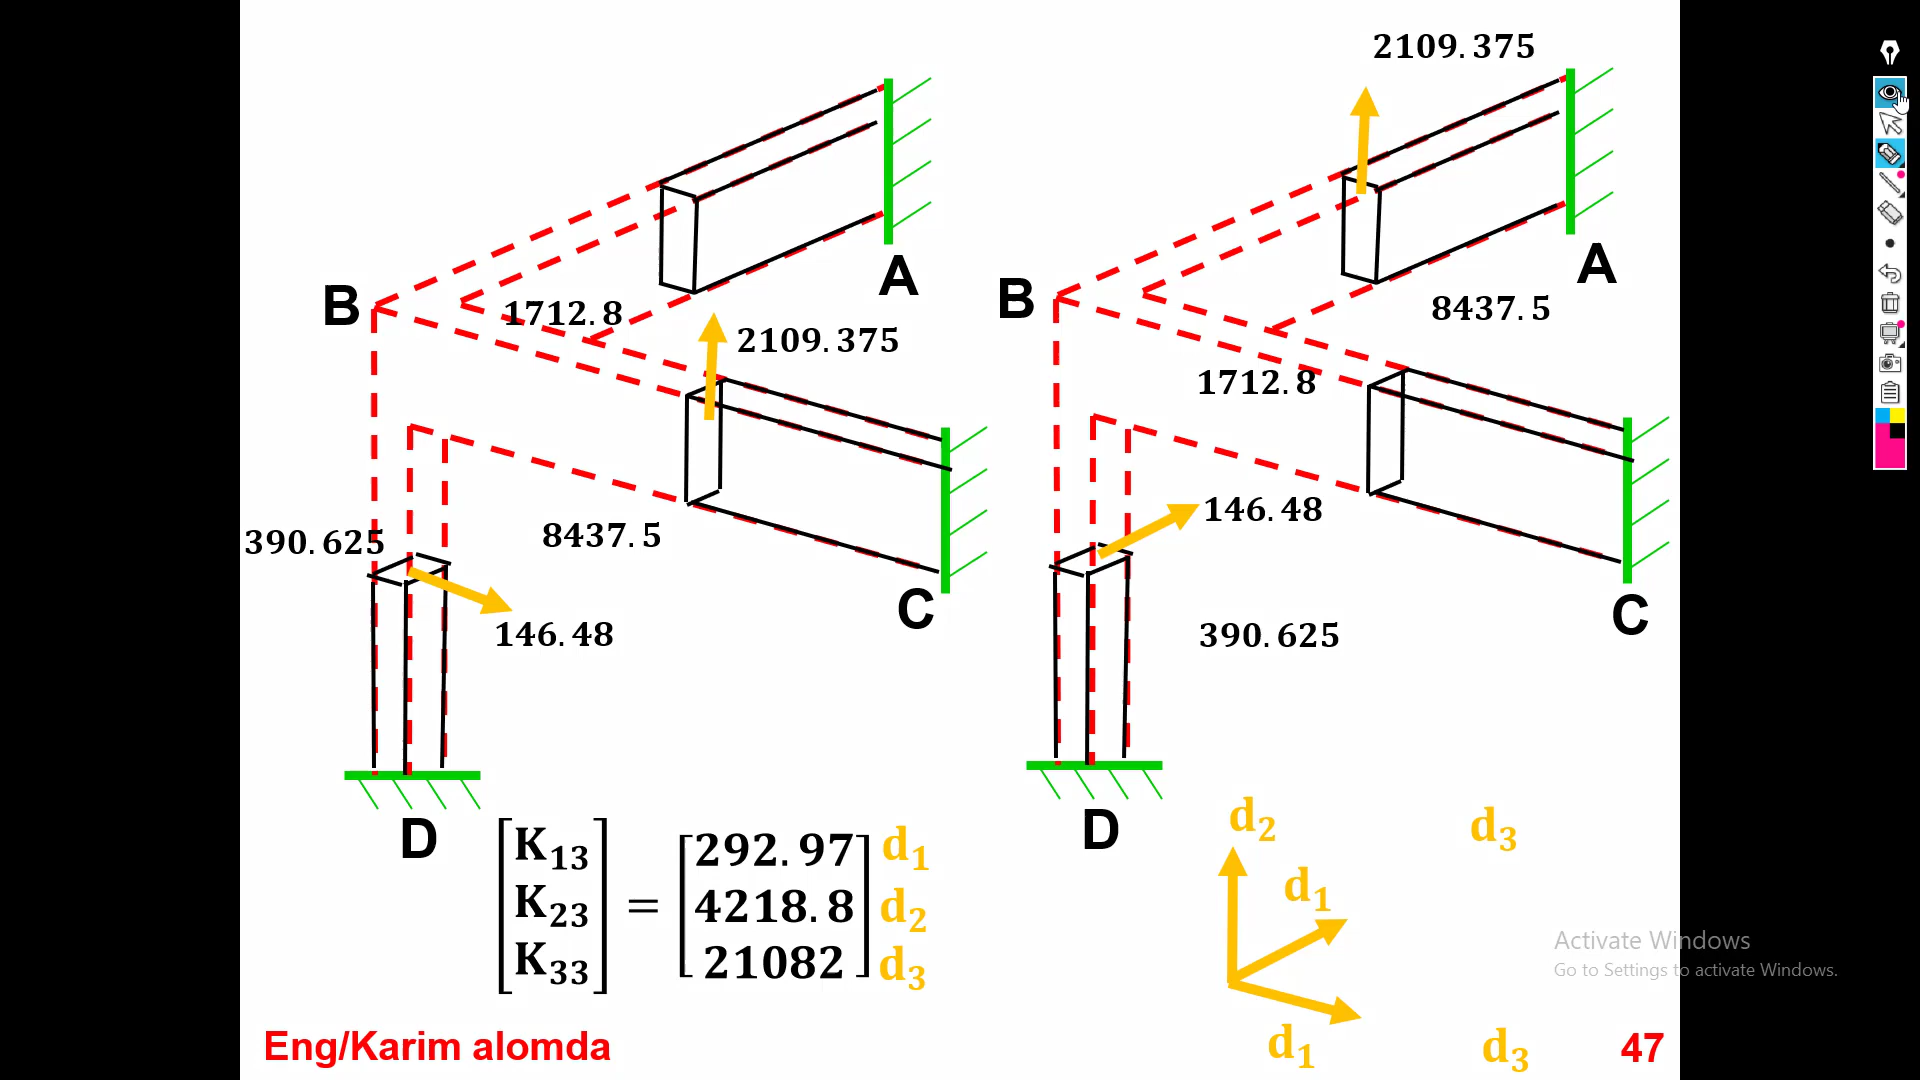 2109.375
A
B
1712.8
2109.375
390.625
8437.5
146.48
C
D
2109.375
A
B
8437.5
1712.8
146.48
390.625
C
D
K13
K23
K33
=
292.97 d1
4218.8 d2
21082 d3
d2
d3
d1
d1
d3
Activate Windows
Go to Settings to activate Windows.
Eng/Karim alomda
47